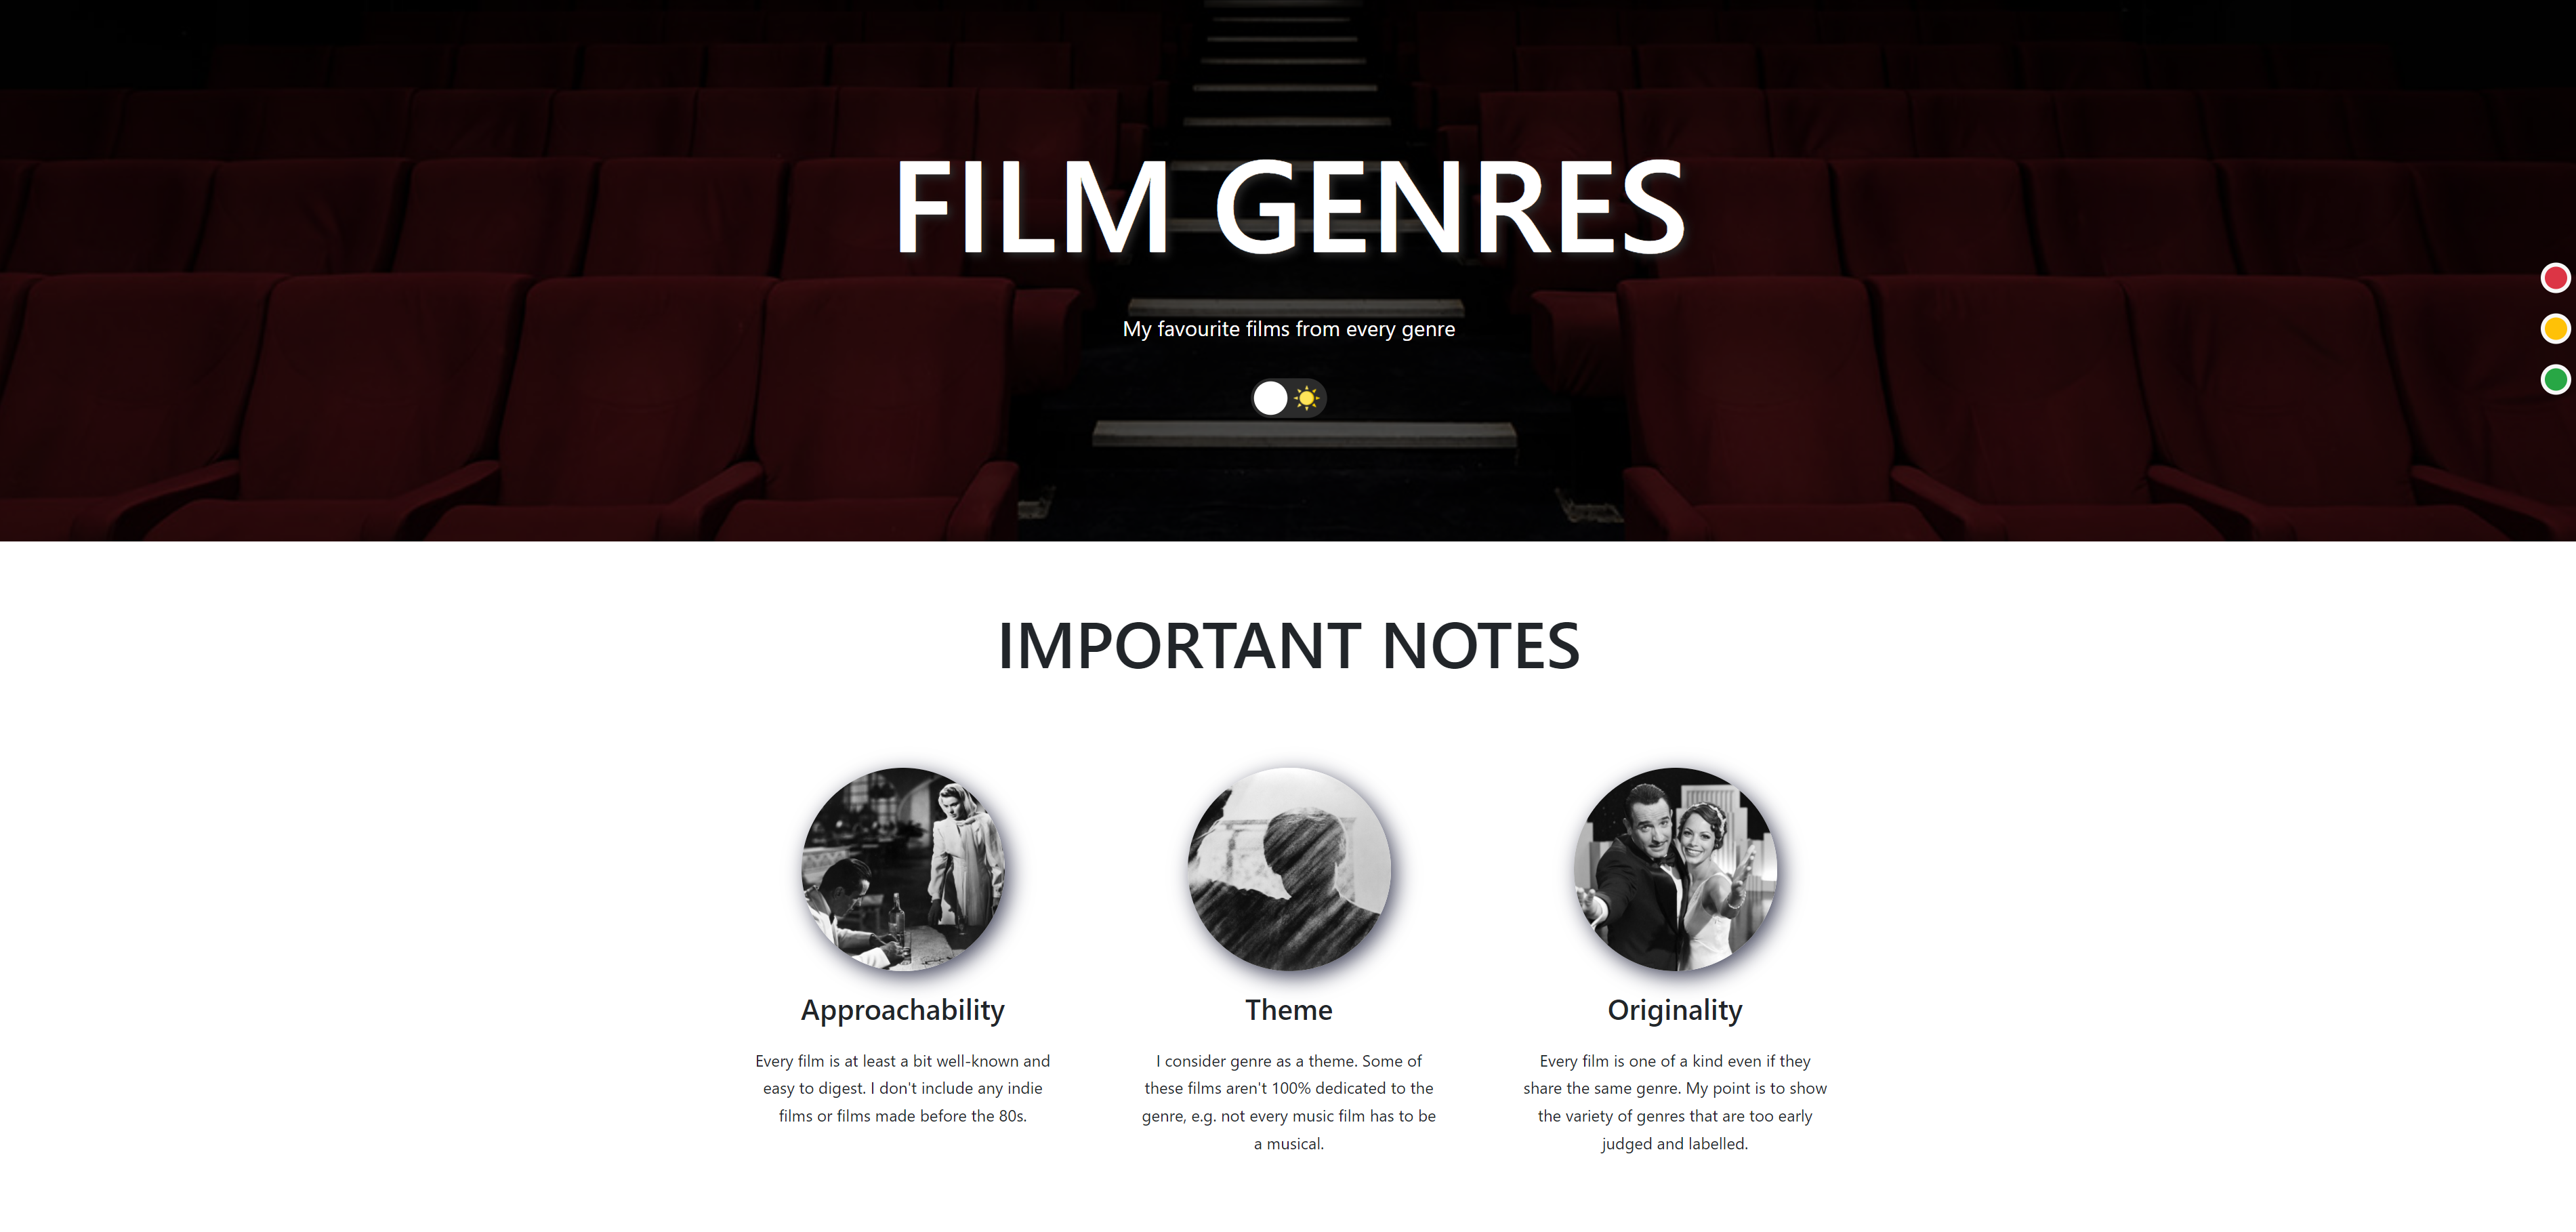 FILM GENRES
My favourite films from every genre
IMPORTANT NOTES
Approachability
Every film is at least a bit well-known and
easy to digest. I don't include any indie
films or films made before the 80s.
Theme
I consider genre as a theme. Some of
these films aren't 100% dedicated to the
genre, e.g. not every music film has to be
a musical.
Originality
Every film is one of a kind even if they
share the same genre. My point is to show
the variety of genres that are too early
judged and labelled.